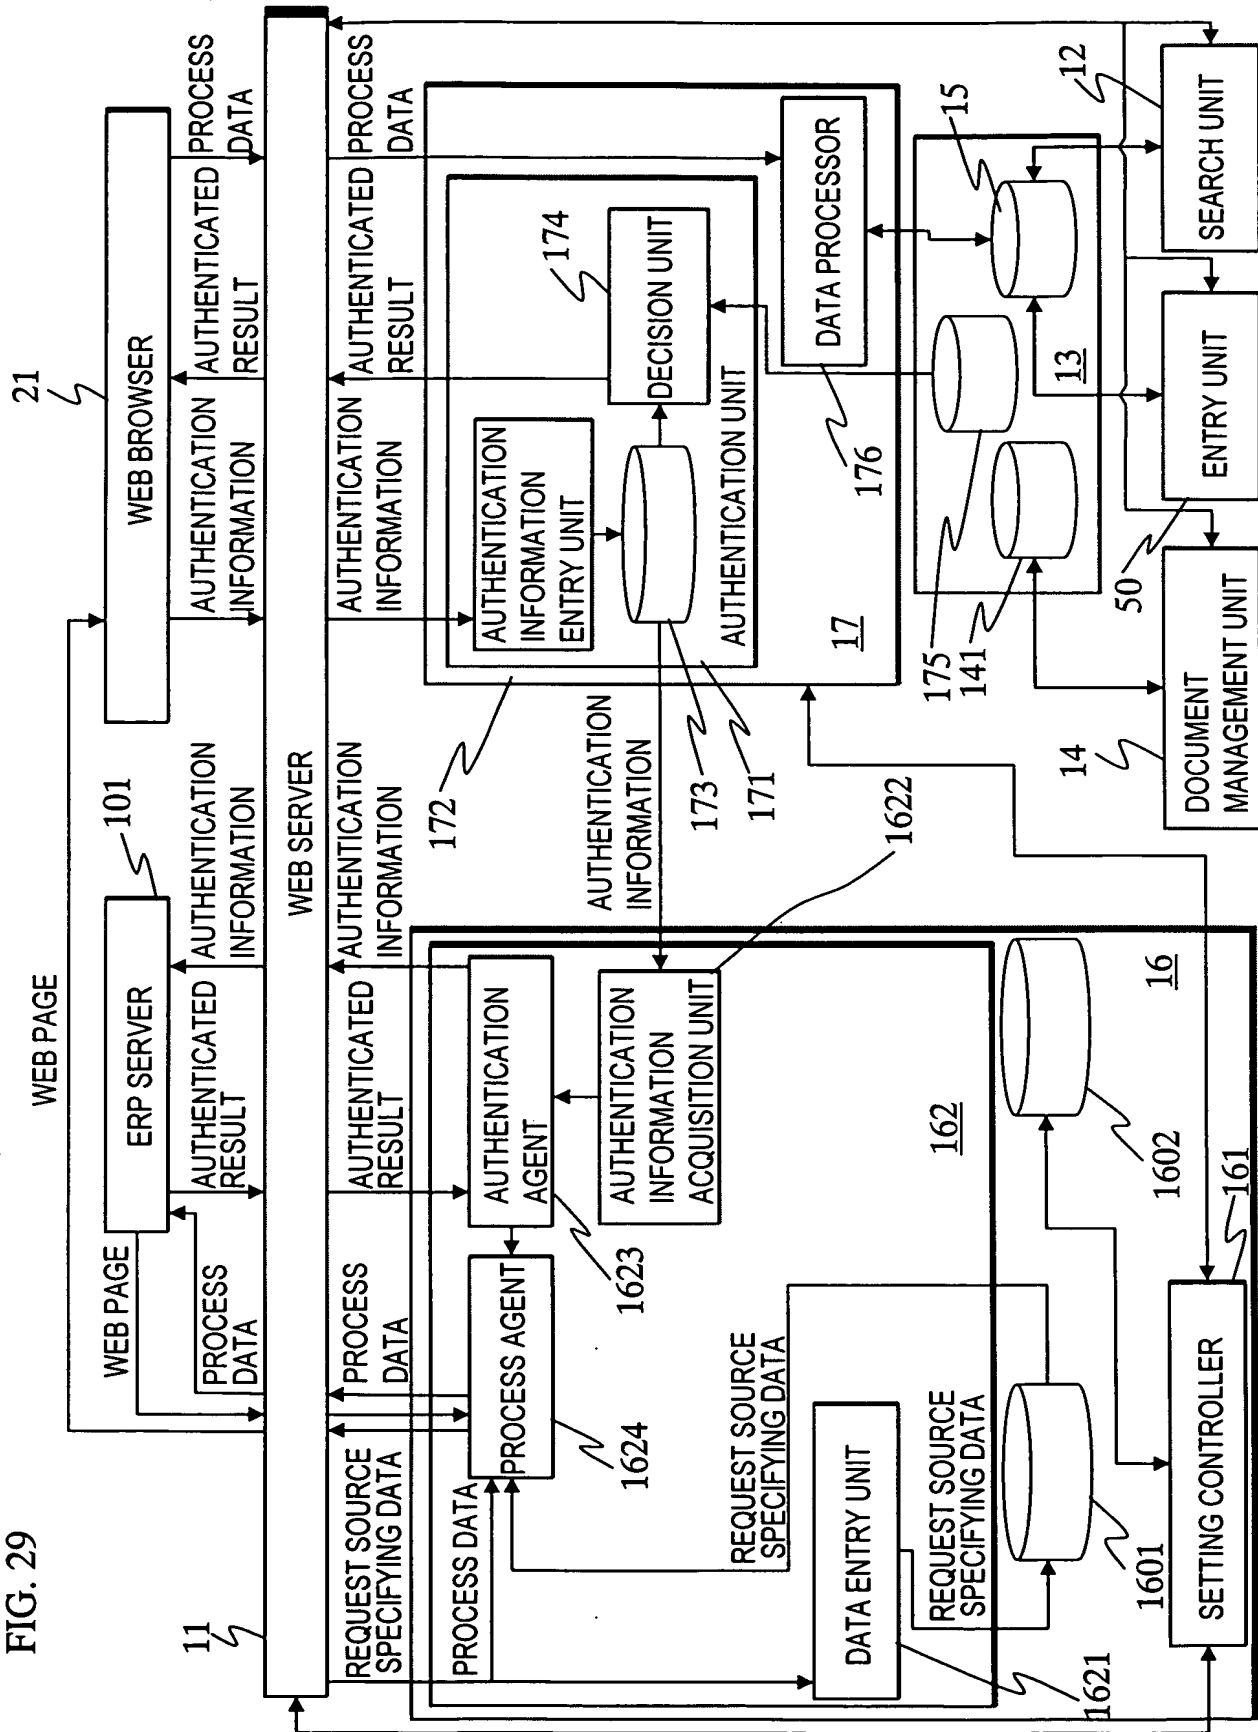 FIG. 29
WEB PAGE
21
WEB BROWSER
101
ERP SERVER
WEB PAGE
PROCESS
DATA
AUTHENTICATED
RESULT
AUTHENTICATION
INFORMATION
AUTHENTICATION
INFORMATION
AUTHENTICATED
RESULT
PROCESS
DATA
11
WEB SERVER
REQUEST SOURCE
SPECIFYING DATA
PROCESS
DATA
AUTHENTICATED
RESULT
AUTHENTICATION
INFORMATION
AUTHENTICATION
INFORMATION
AUTHENTICATED
RESULT
PROCESS
DATA
PROCESS DATA
PROCESS AGENT
1624
AUTHENTICATION
AGENT
1623
AUTHENTICATION
INFORMATION
ACQUISITION UNIT
1622
AUTHENTICATION
INFORMATION
172
AUTHENTICATION
INFORMATION
ENTRY UNIT
173
171
DECISION UNIT
174
AUTHENTICATION UNIT
17
DATA PROCESSOR
176
REQUEST SOURCE
SPECIFYING DATA
DATA ENTRY UNIT
1621
REQUEST SOURCE
SPECIFYING DATA
162
1601
1602
16
161
SETTING CONTROLLER
175
141
13
15
14
DOCUMENT
MANAGEMENT UNIT
50
ENTRY UNIT
12
SEARCH UNIT